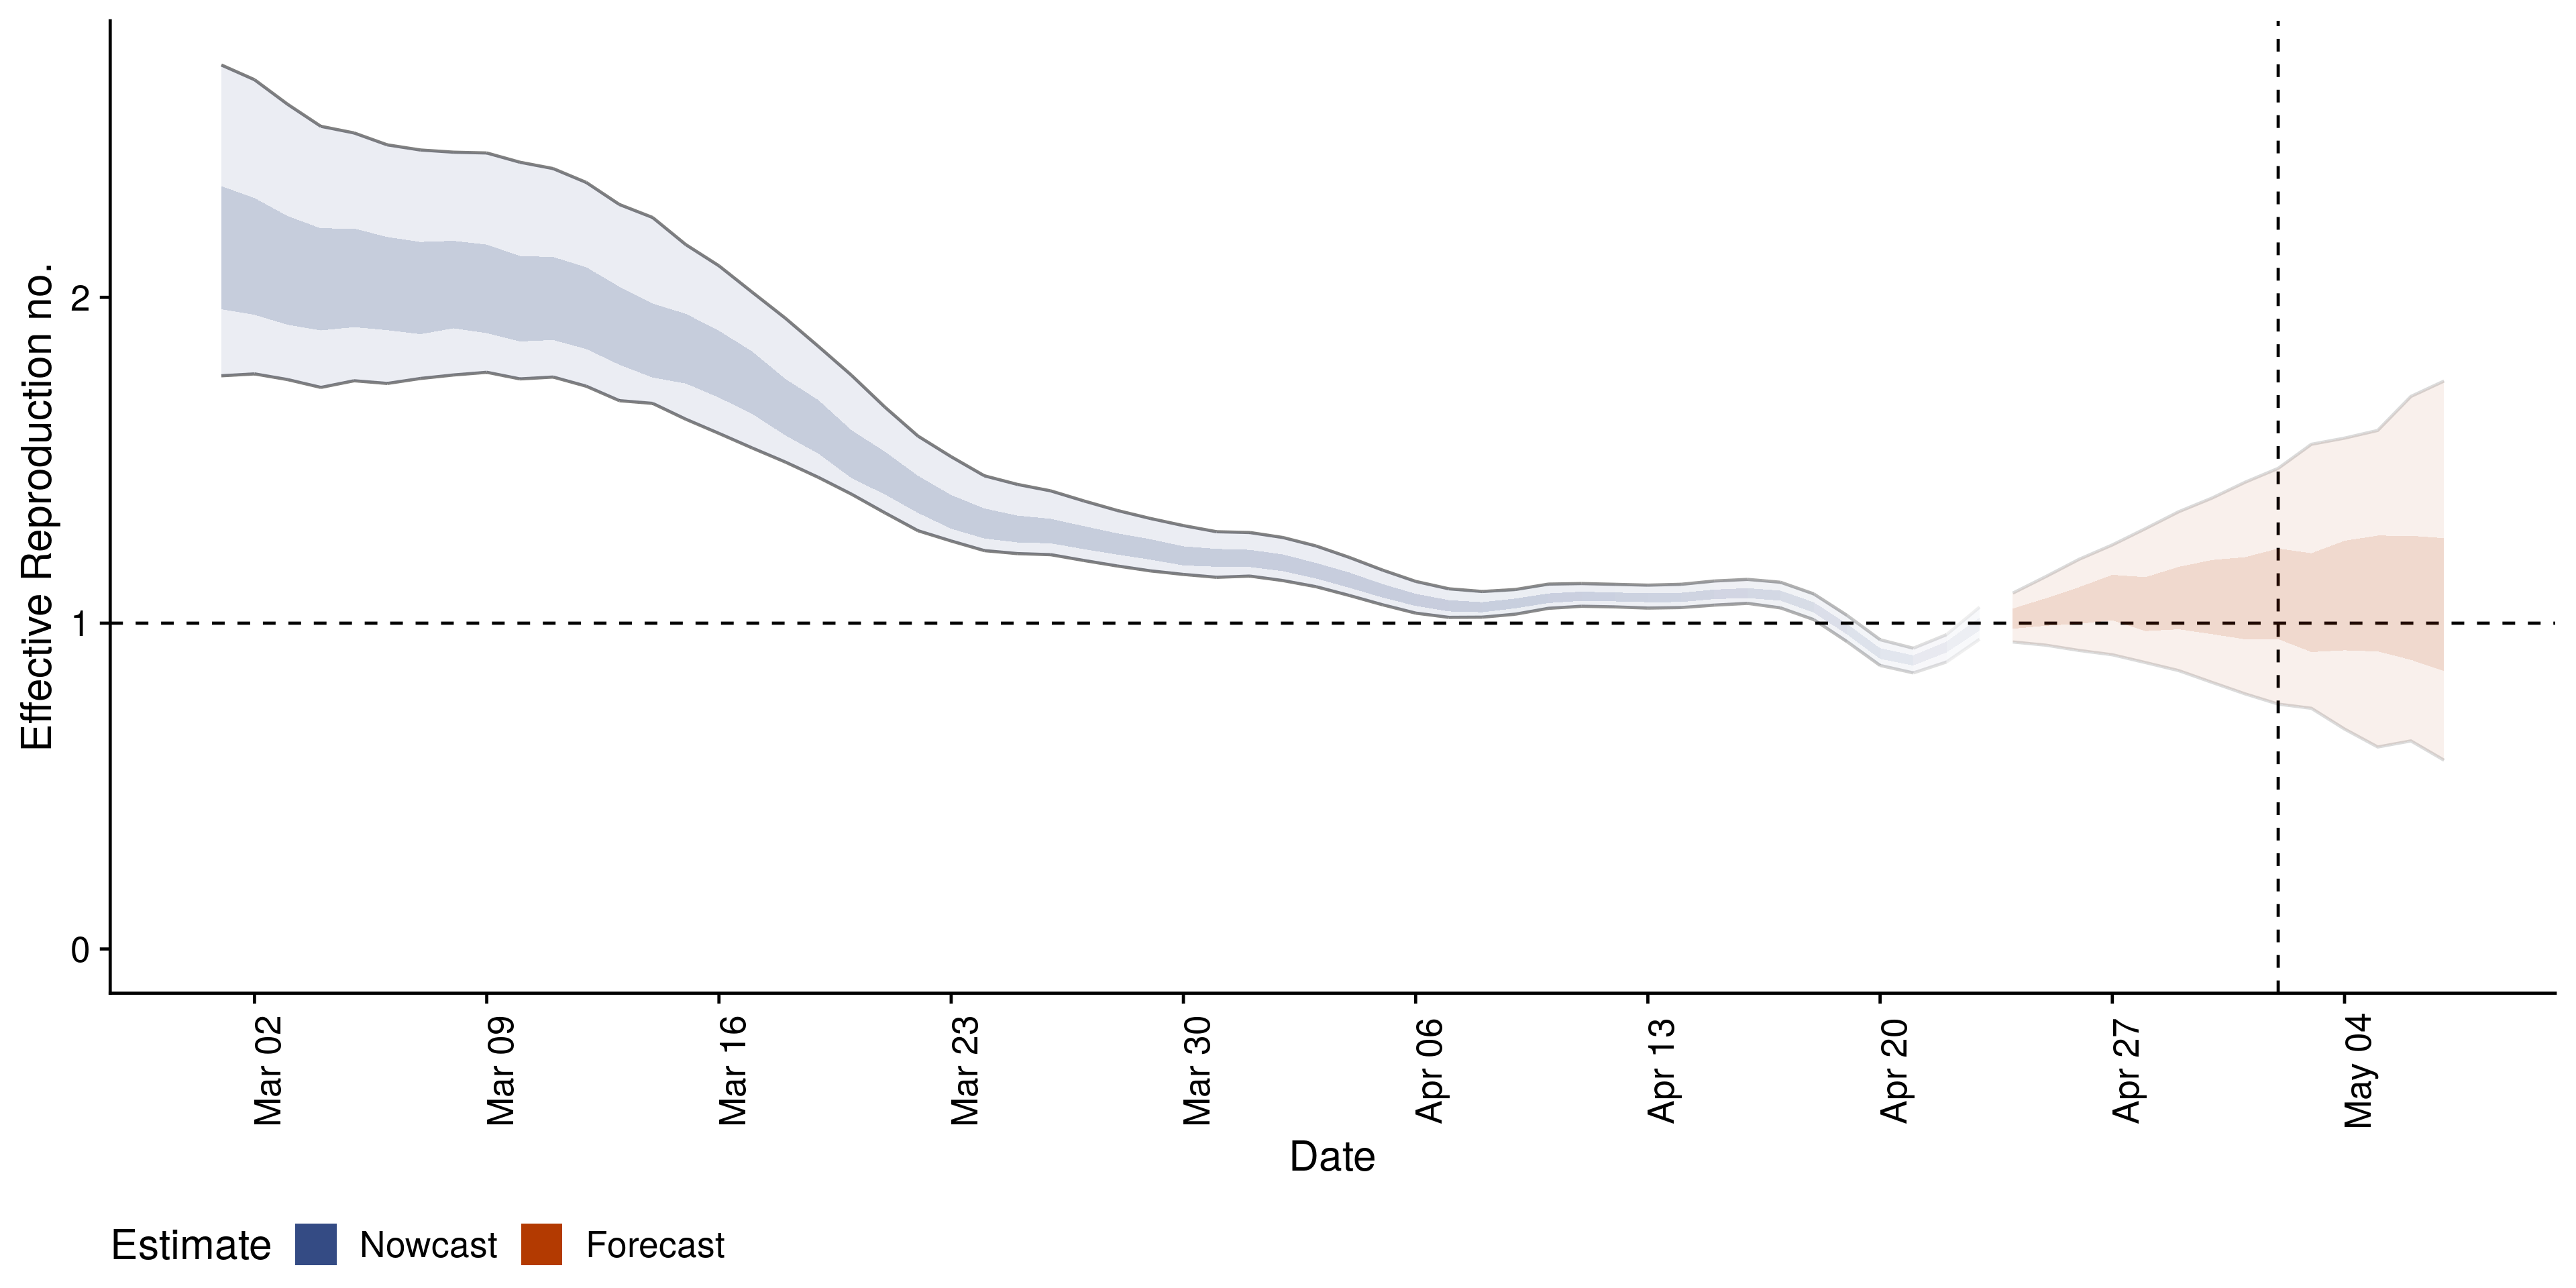 Effective Reproduction no.
2
1
0
Mar 02
Mar 09
Mar 16
Mar 23
Mar 30
Apr 06
Apr 13
Apr 20
Apr 27
May 04
Date
Estimate Nowcast Forecast